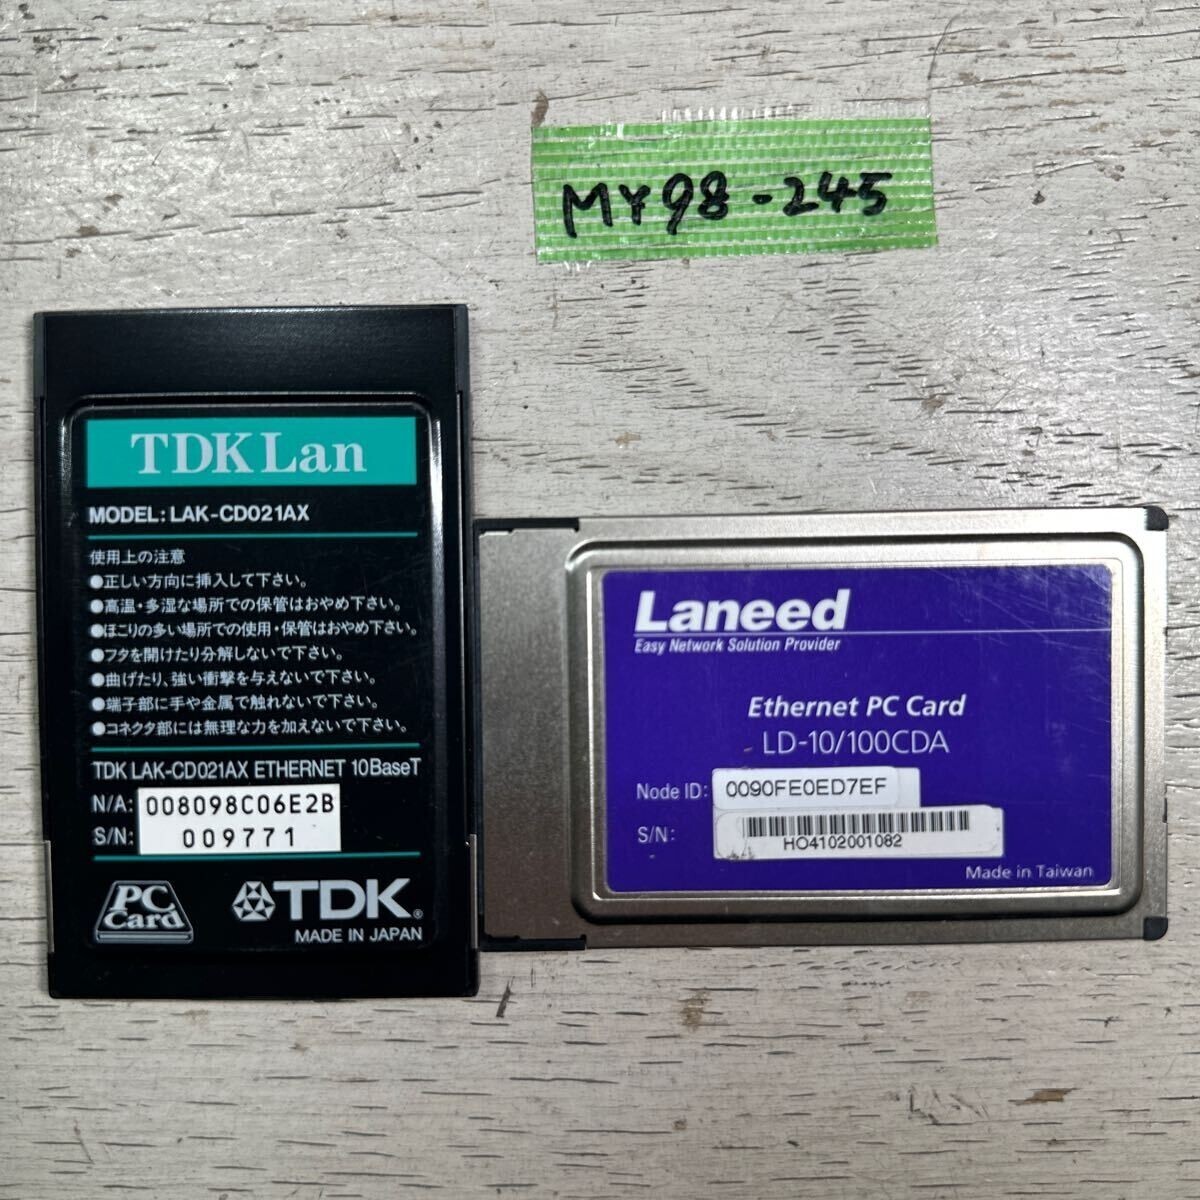 MY98-245
TDK Lan
MODEL: LAK-CD021AX
使用上の注意
●正しい方向に挿入して下さい。
●高温・多湿な場所での保管はおやめ下さい。
●ほこりの多い場所での使用・保管はおやめ下さい。
●フタを開けたり分解しないで下さい。
●曲げたり、強い衝撃を与えないで下さい。
●端子部に手や金属で触れないで下さい。
●コネクタ部には無理な力を加えないで下さい。
TDK LAK-CD021AX ETHERNET 10BaseT
N/A: 008098C06E2B
S/N: 009771
PC Card
TDK®
MADE IN JAPAN
Laneed
Easy Network Solution Provider
Ethernet PC Card
LD-10/100CDA
Node ID: 0090FE0ED7EF
S/N:
HO4102001082
Made in Taiwan